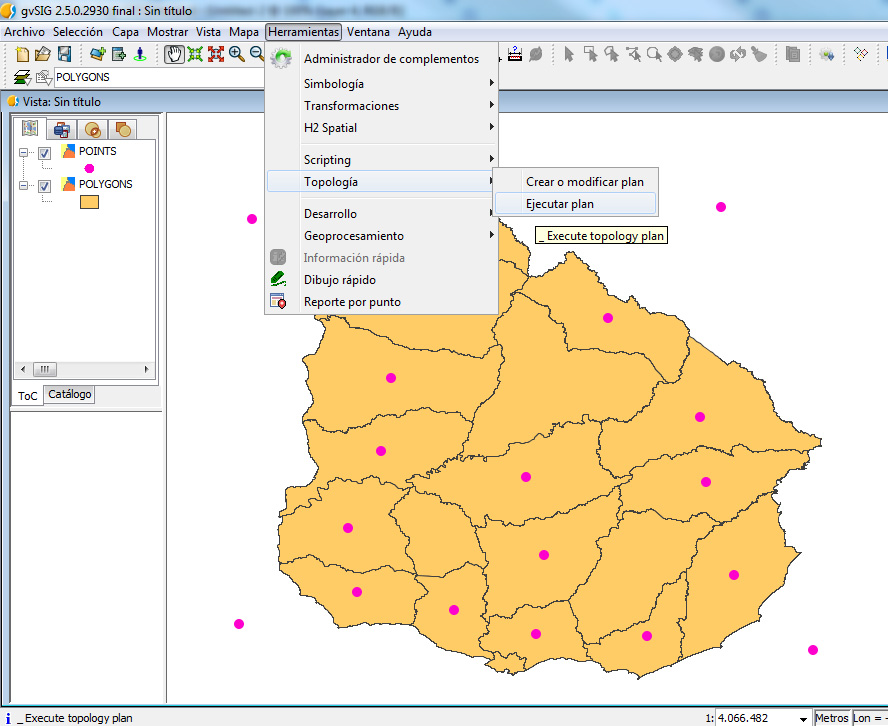 gvSIG 2.5.0.2930 final : Sin título
Archivo Selección Capa Mostrar Vista Mapa Herramientas Ventana Ayuda
POLYGONS
Vista: Sin título
POINTS
POLYGONS
ToC Catálogo
Administrador de complementos
Simbología
Transformaciones
H2 Spatial
Scripting
Topología
Desarrollo
Geoprocesamiento
Información rápida
Dibujo rápido
Reporte por punto
Crear o modificar plan
Ejecutar plan
_Execute topology plan
_Execute topology plan
1: 4.066.482 Metros Lon = -